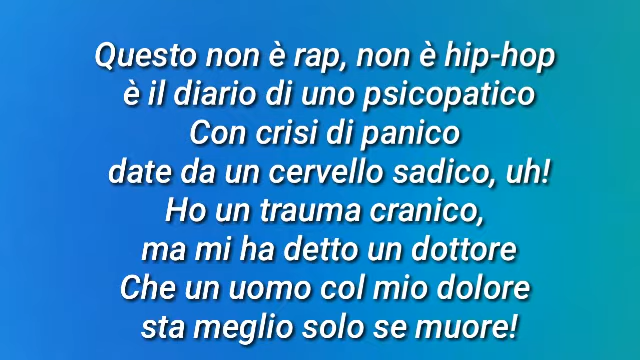 Questo non è rap, non è hip-hop
è il diario di uno psicopatico
Con crisi di panico
date da un cervello sadico, uh!
Ho un trauma cranico,
ma mi ha detto un dottore
Che un uomo col mio dolore
sta meglio solo se muore!